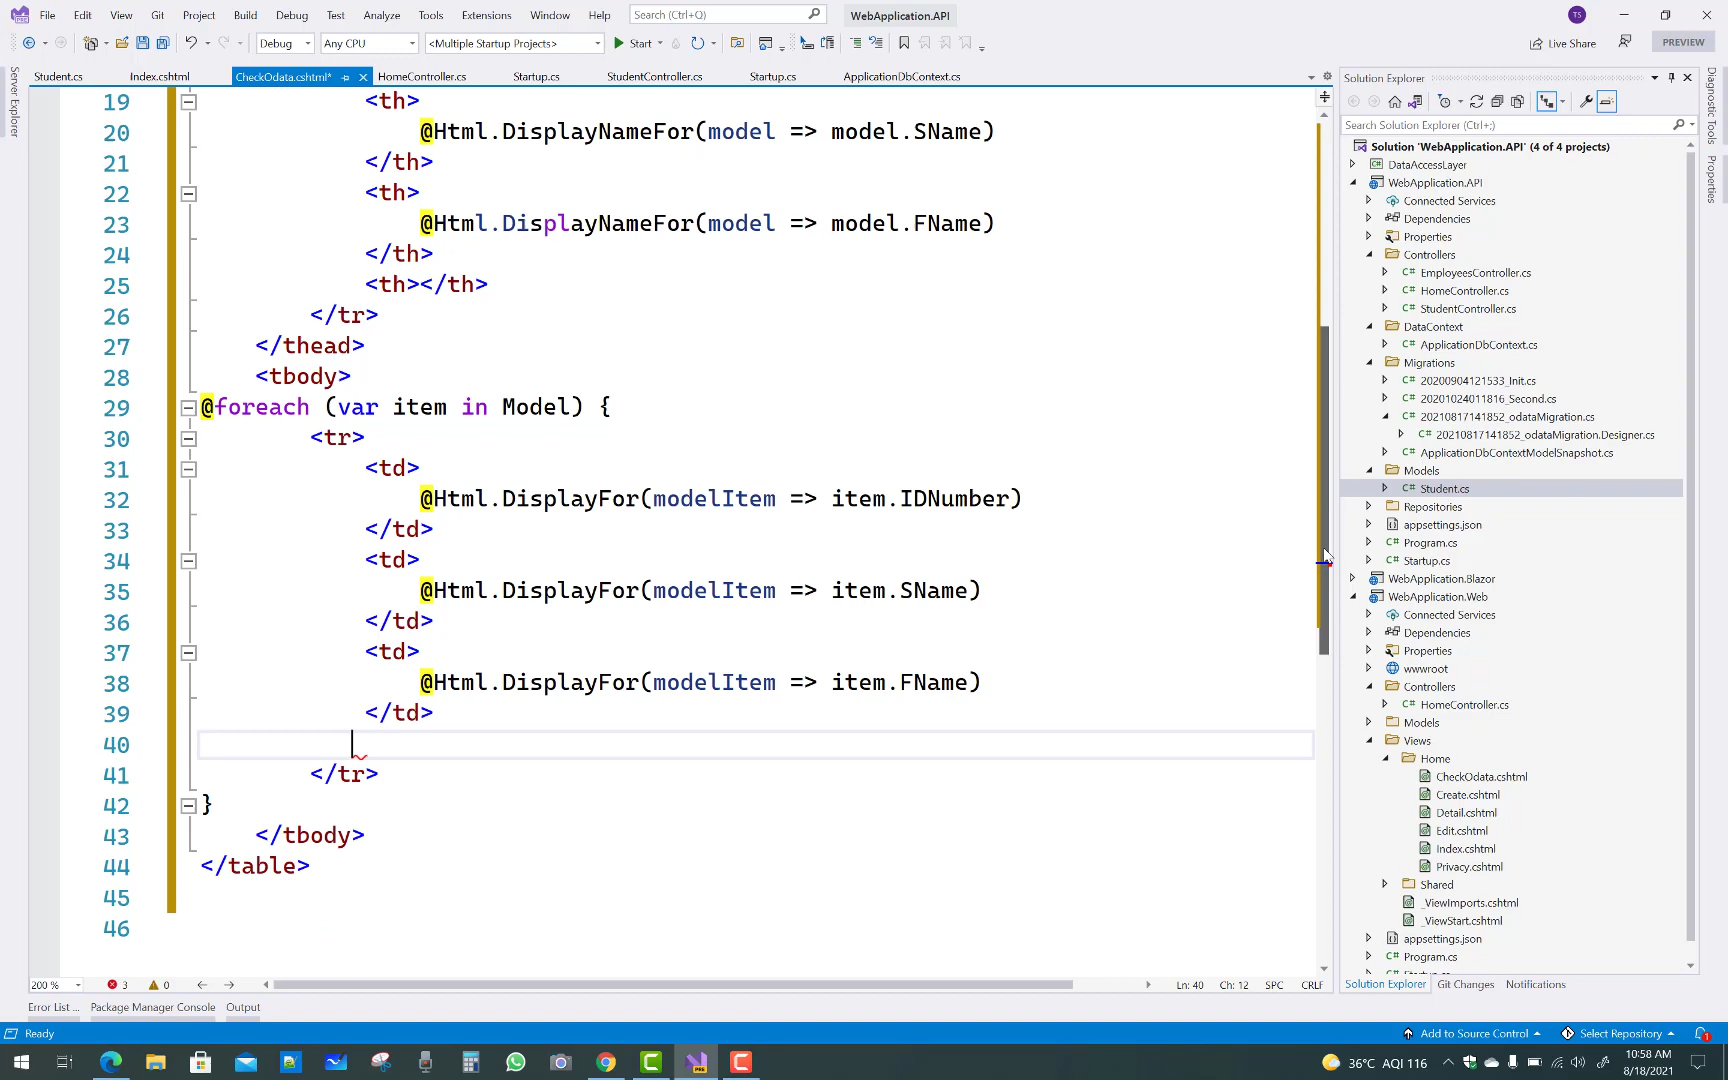 File Edit View Git Project Build Debug Test Analyze Tools Extensions Window Help Search (Ctrl+Q) WebApplication.API TS
Debug Any CPU <Multiple Startup Projects> Start Live Share PREVIEW
Student.cs Index.cshtml CheckOdata.cshtml* HomeController.cs Startup.cs StudentController.cs Startup.cs ApplicationDbContext.cs
Server Explorer
19 <th>
20 @Html.DisplayNameFor(model => model.SName)
21 </th>
22 <th>
23 @Html.DisplayNameFor(model => model.FName)
24 </th>
25 <th></th>
26 </tr>
27 </thead>
28 <tbody>
29 @foreach (var item in Model) {
30 <tr>
31 <td>
32 @Html.DisplayFor(modelItem => item.IDNumber)
33 </td>
34 <td>
35 @Html.DisplayFor(modelItem => item.SName)
36 </td>
37 <td>
38 @Html.DisplayFor(modelItem => item.FName)
39 </td>
40
41 </tr>
42 }
43 </tbody>
44 </table>
45
46
200 % 3 0 Ln: 40 Ch: 12 SPC CRLF
Error List ... Package Manager Console Output
Solution Explorer
Search Solution Explorer (Ctrl+;)
Solution 'WebApplication.API' (4 of 4 projects)
DataAccessLayer
WebApplication.API
Connected Services
Dependencies
Properties
Controllers
C# EmployeesController.cs
C# HomeController.cs
C# StudentController.cs
DataContext
C# ApplicationDbContext.cs
Migrations
C# 20200904121533_Init.cs
C# 20201024011816_Second.cs
C# 20210817141852_odataMigration.cs
C# 20210817141852_odataMigration.Designer.cs
C# ApplicationDbContextModelSnapshot.cs
Models
C# Student.cs
Repositories
appsettings.json
C# Program.cs
C# Startup.cs
WebApplication.Blazor
WebApplication.Web
Connected Services
Dependencies
Properties
wwwroot
Controllers
C# HomeController.cs
Models
Views
Home
CheckOdata.cshtml
Create.cshtml
Detail.cshtml
Edit.cshtml
Index.cshtml
Privacy.cshtml
Shared
_ViewImports.cshtml
_ViewStart.cshtml
appsettings.json
C# Program.cs
Solution Explorer Git Changes Notifications
Diagnostic Tools
Properties
Ready Add to Source Control Select Repository 1
36°C AQI 116 10:58 AM
8/18/2021